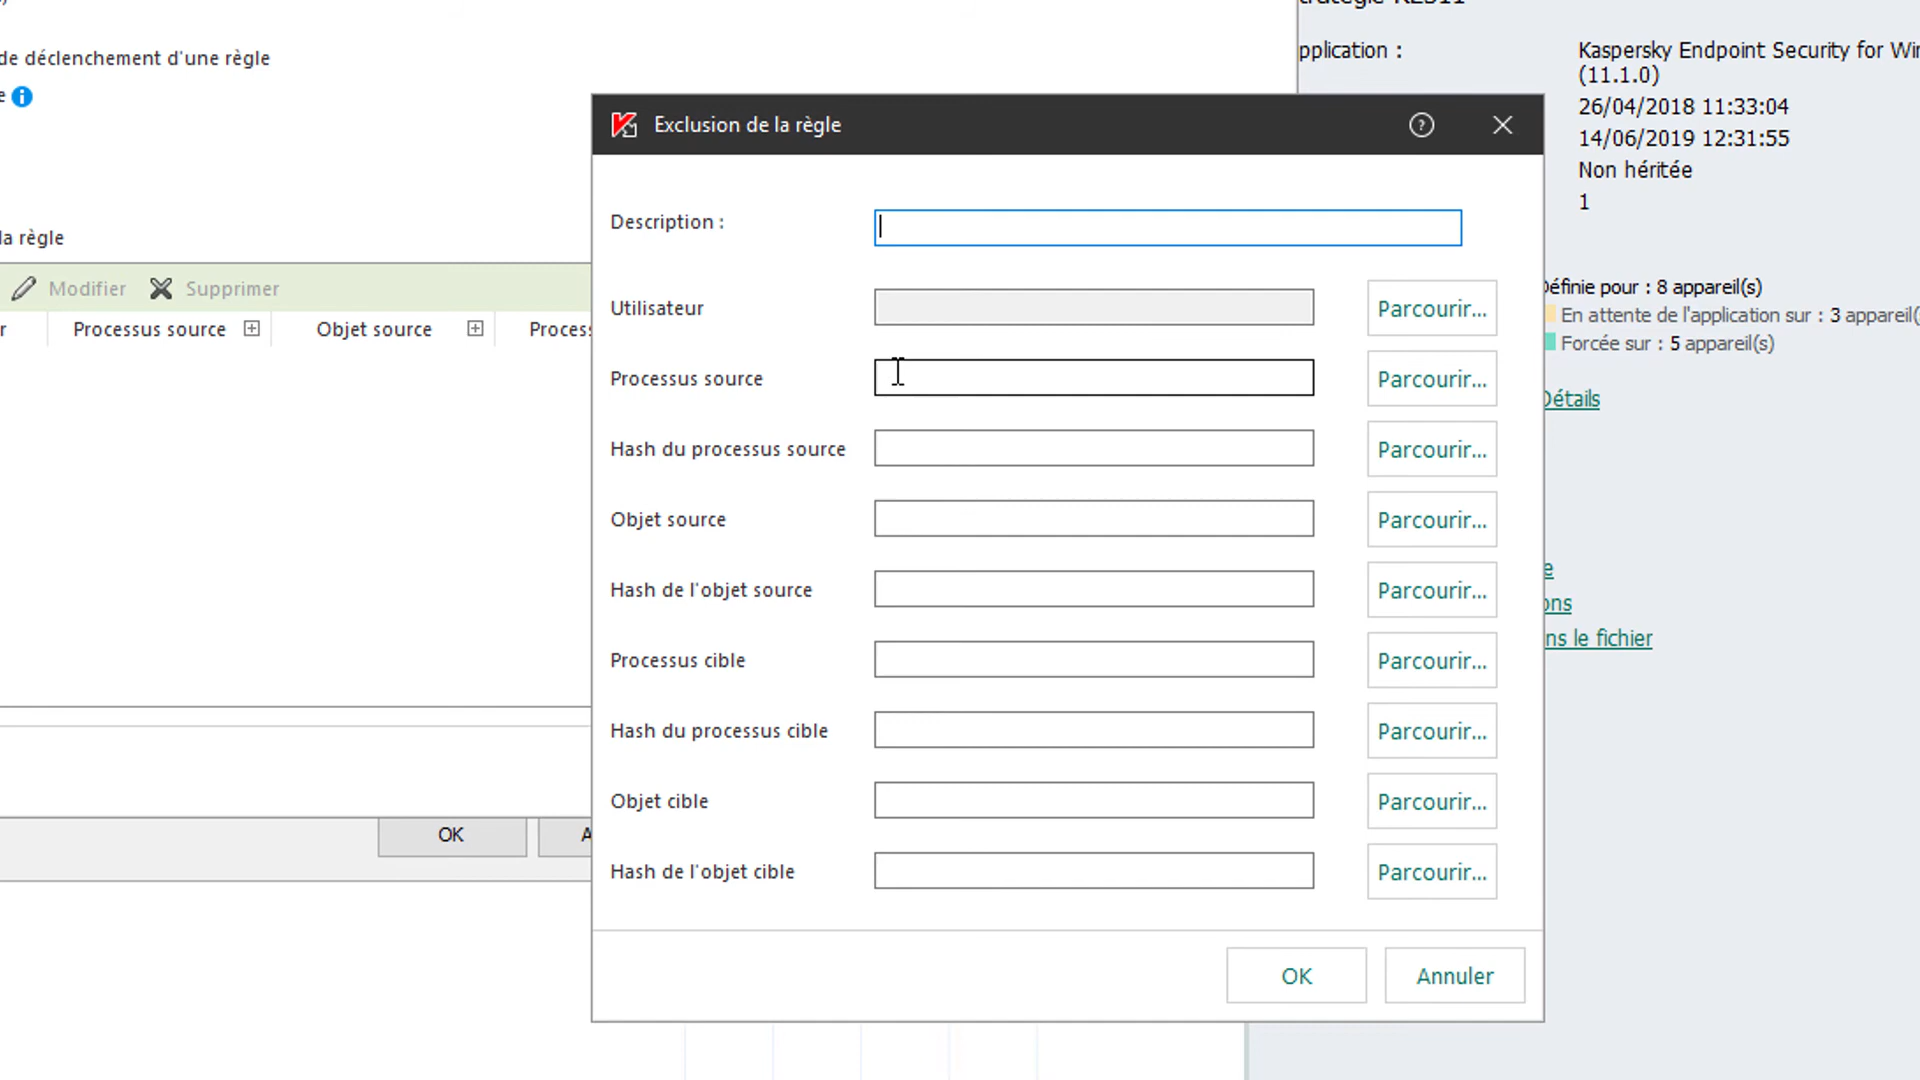 de déclenchement d'une règle
la règle
Modifier
Supprimer
Processus source
Objet source
OK
Exclusion de la règle
Description :
Utilisateur
Parcourir...
Processus source
Parcourir...
Hash du processus source
Parcourir...
Objet source
Parcourir...
Hash de l'objet source
Parcourir...
Processus cible
Parcourir...
Hash du processus cible
Parcourir...
Objet cible
Parcourir...
Hash de l'objet cible
Parcourir...
OK
Annuler
pplication :
Kaspersky Endpoint Security for Wi
(11.1.0)
26/04/2018 11:33:04
14/06/2019 12:31:55
Non héritée
1
Définie pour : 8 appareil(s)
En attente de l'application sur : 3 appareil(
Forcée sur : 5 appareil(s)
Détails
ons
ns le fichier